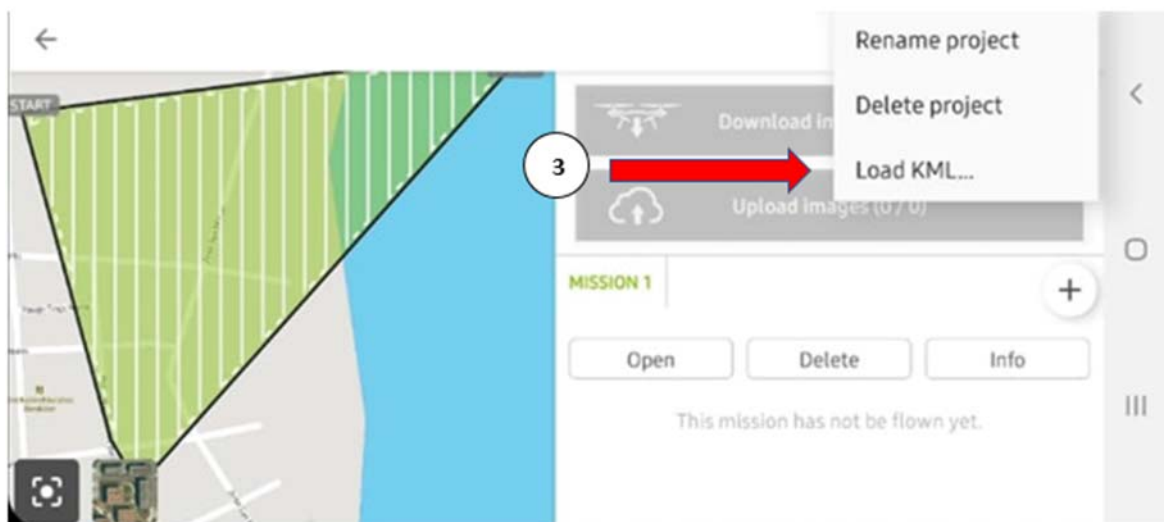 Rename project
START
Delete project
Download im
3
Load KML...
Upload images (0 / 0)
MISSION 1
+
Open
Delete
Info
This mission has not be flown yet.